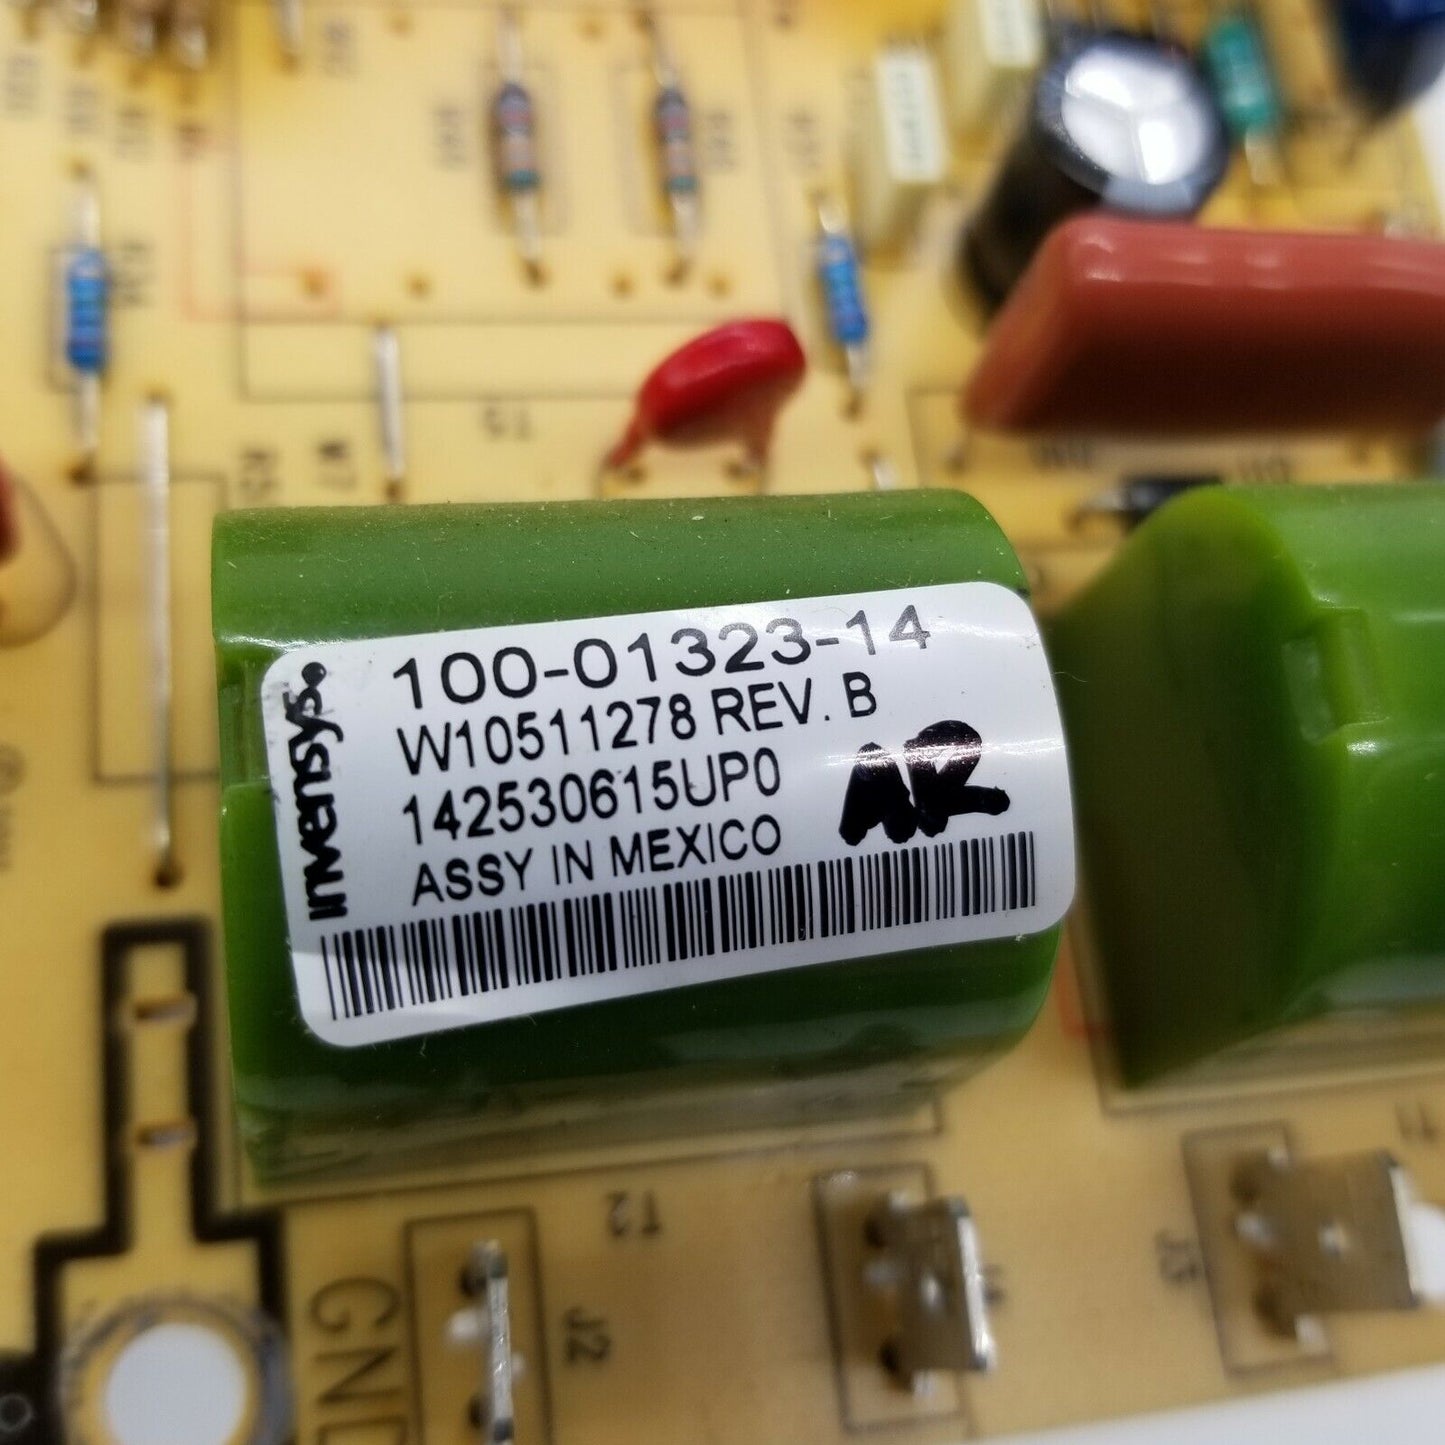 invensys
100-01323-14
W10511278 REV. B
142530615UP0
ASSY IN MEXICO
AR
T2
J2
GND